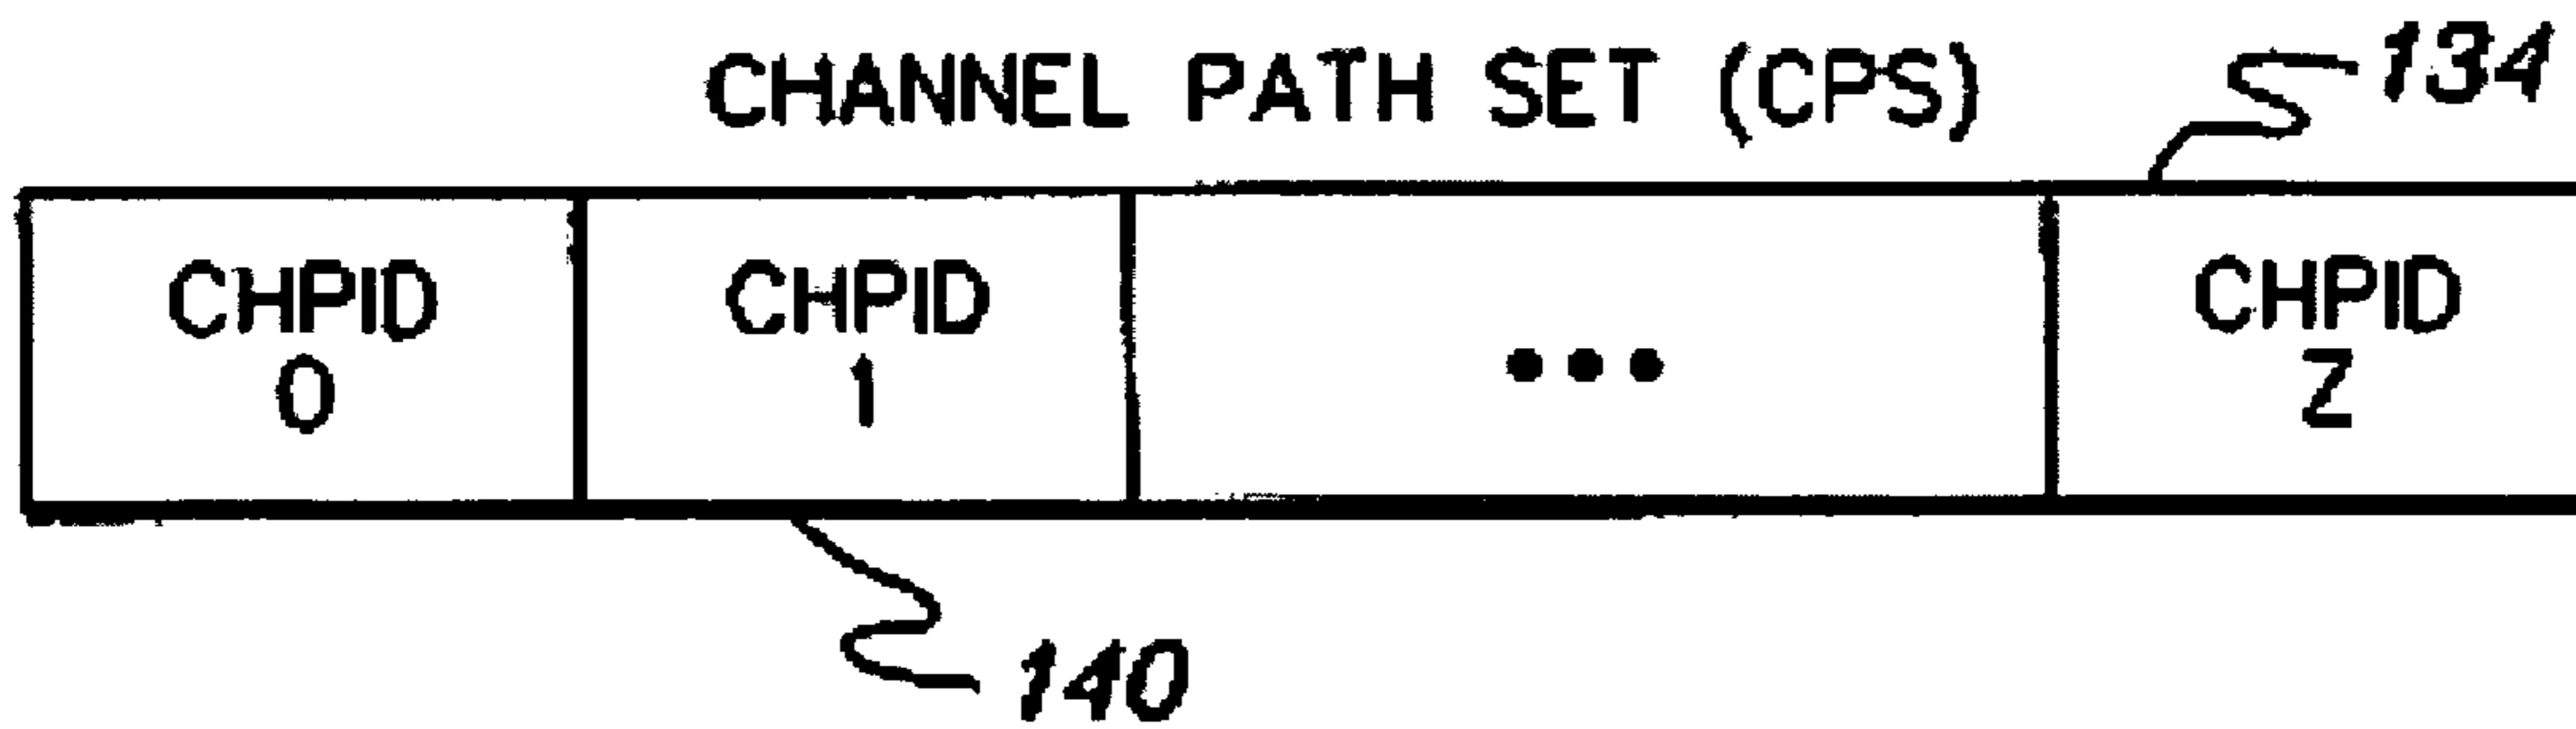 CHANNEL PATH SET (CPS) 134
CHPID CHPID CHPID
0 1 ••• Z
140